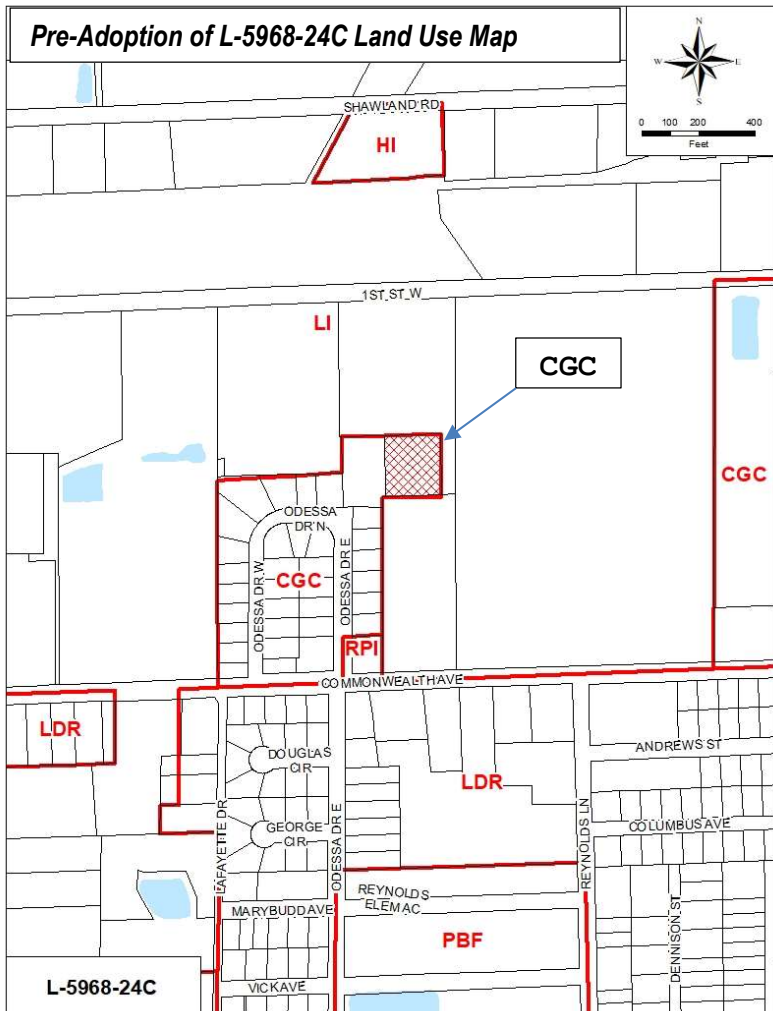 Pre-Adoption of L-5968-24C Land Use Map
N
W E
S
0 100 200 400
Feet
SHAWLAND RD
HI
1ST ST W
LI
CGC
CGC
ODESSA
DR N
ODESSA DR W
CGC
ODESSA DR E
RPI
COMMONWEALTH AVE
LDR
DOUGLAS
CIR
LDR
ANDREWS ST
LAFAYETTE DR
GEORGE
CIR
ODESSA DR E
REYNOLDS LN
COLUMBUS AVE
REYNOLDS
ELEMAC
MARYBUDD AVE
PBF
DENNISON ST
L-5968-24C
VICK AVE